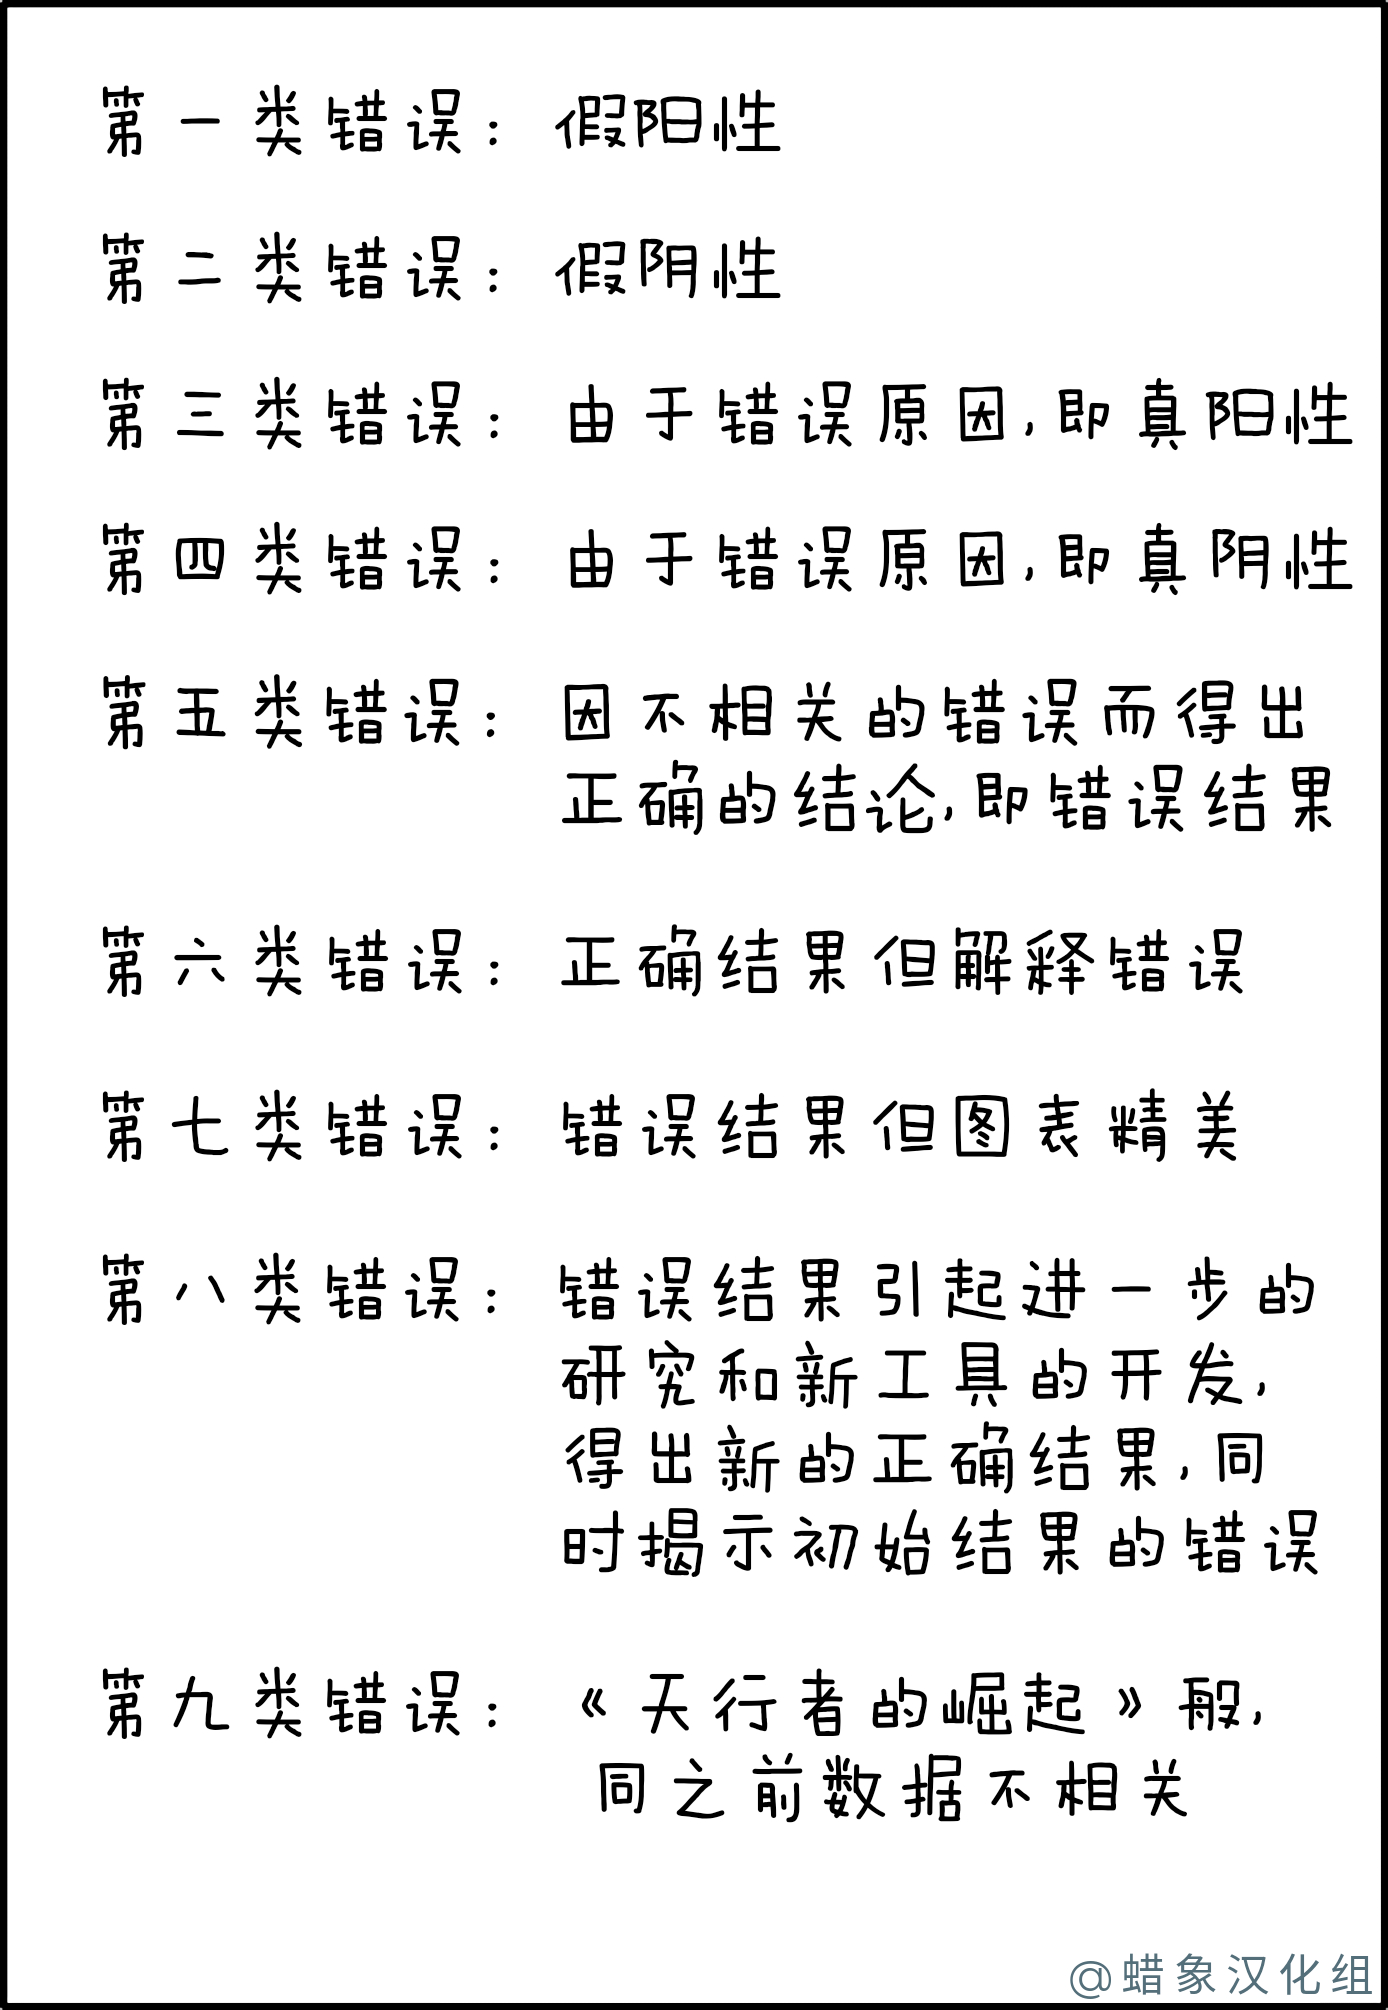 第一类错误：假阳性
第二类错误：假阴性
第三类错误：由于错误原因，即真阳性
第四类错误：由于错误原因，即真阴性
第五类错误：因不相关的错误而得出
正确的结论，即错误结果
第六类错误：正确结果但解释错误
第七类错误：错误结果但图表精美
第八类错误：错误结果引起进一步的
研究和新工具的开发，
得出新的正确结果，同
时揭示初始结果的错误
第九类错误：《天行者的崛起》般，
同之前数据不相关
@蜡象汉化组